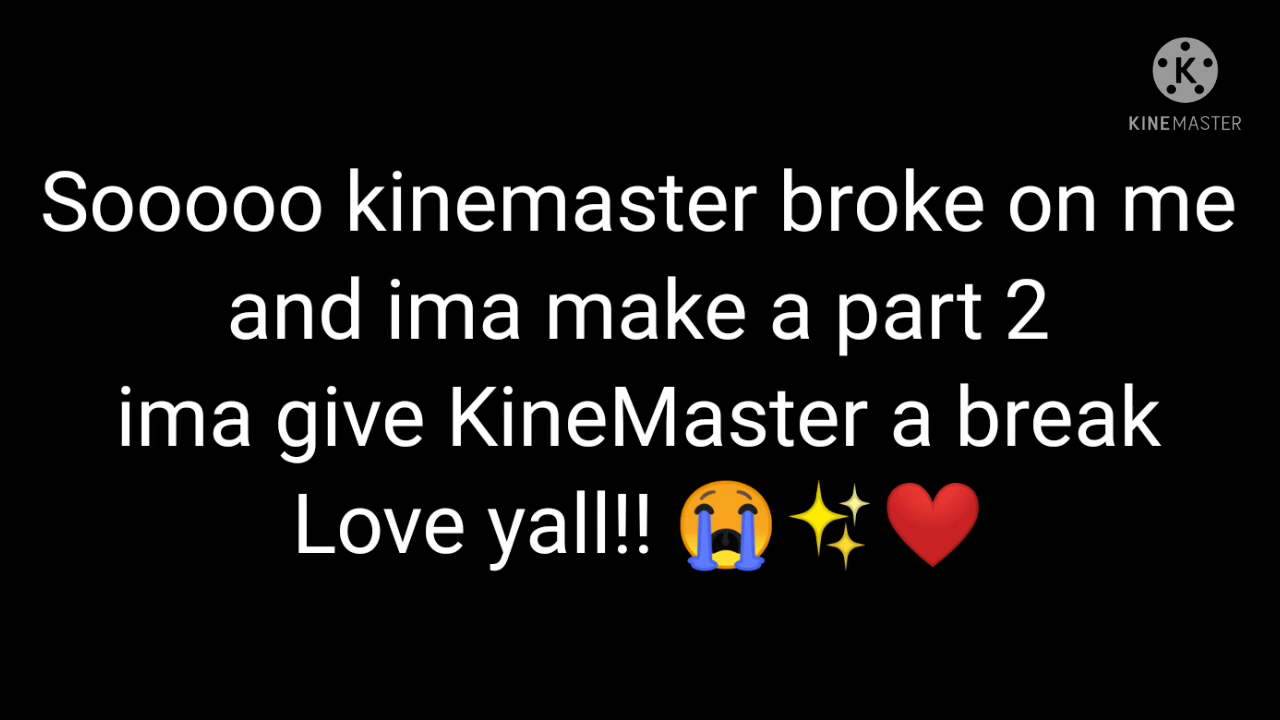 K
KINEMASTER
Sooooo kinemaster broke on me
and ima make a part 2
ima give KineMaster a break
Love yall!! 😭✨❤️